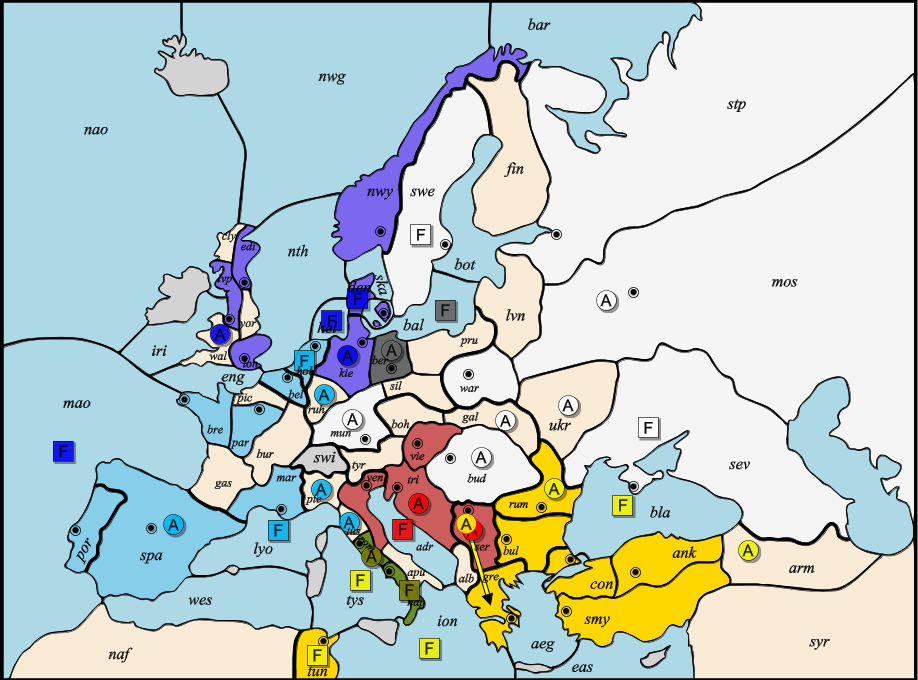 bar
nwg
stp
nao
fin
nwy
swe
cly
edi
nth
bot
mos
ska
den
lvp
lvn
F
A
F
F
F
bal
yor
hel
A
iri
wal
lon
F
A
ber
A
pru
kie
eng
hol
war
sil
mao
pic
bel
A
ruh
A
boh
gal
A
A
ukr
bre
par
mun
F
F
bur
vie
swi
tyr
A
bud
sev
gas
mar
pie
A
ven
tri
A
A
rum
F
bla
por
spa
A
lyo
F
A
tus
F
adr
A
ser
bul
A
arm
ank
A
apu
alb
gre
con
wes
tys
F
F
nap
smy
ion
aeg
naf
F
tun
F
eas
syr